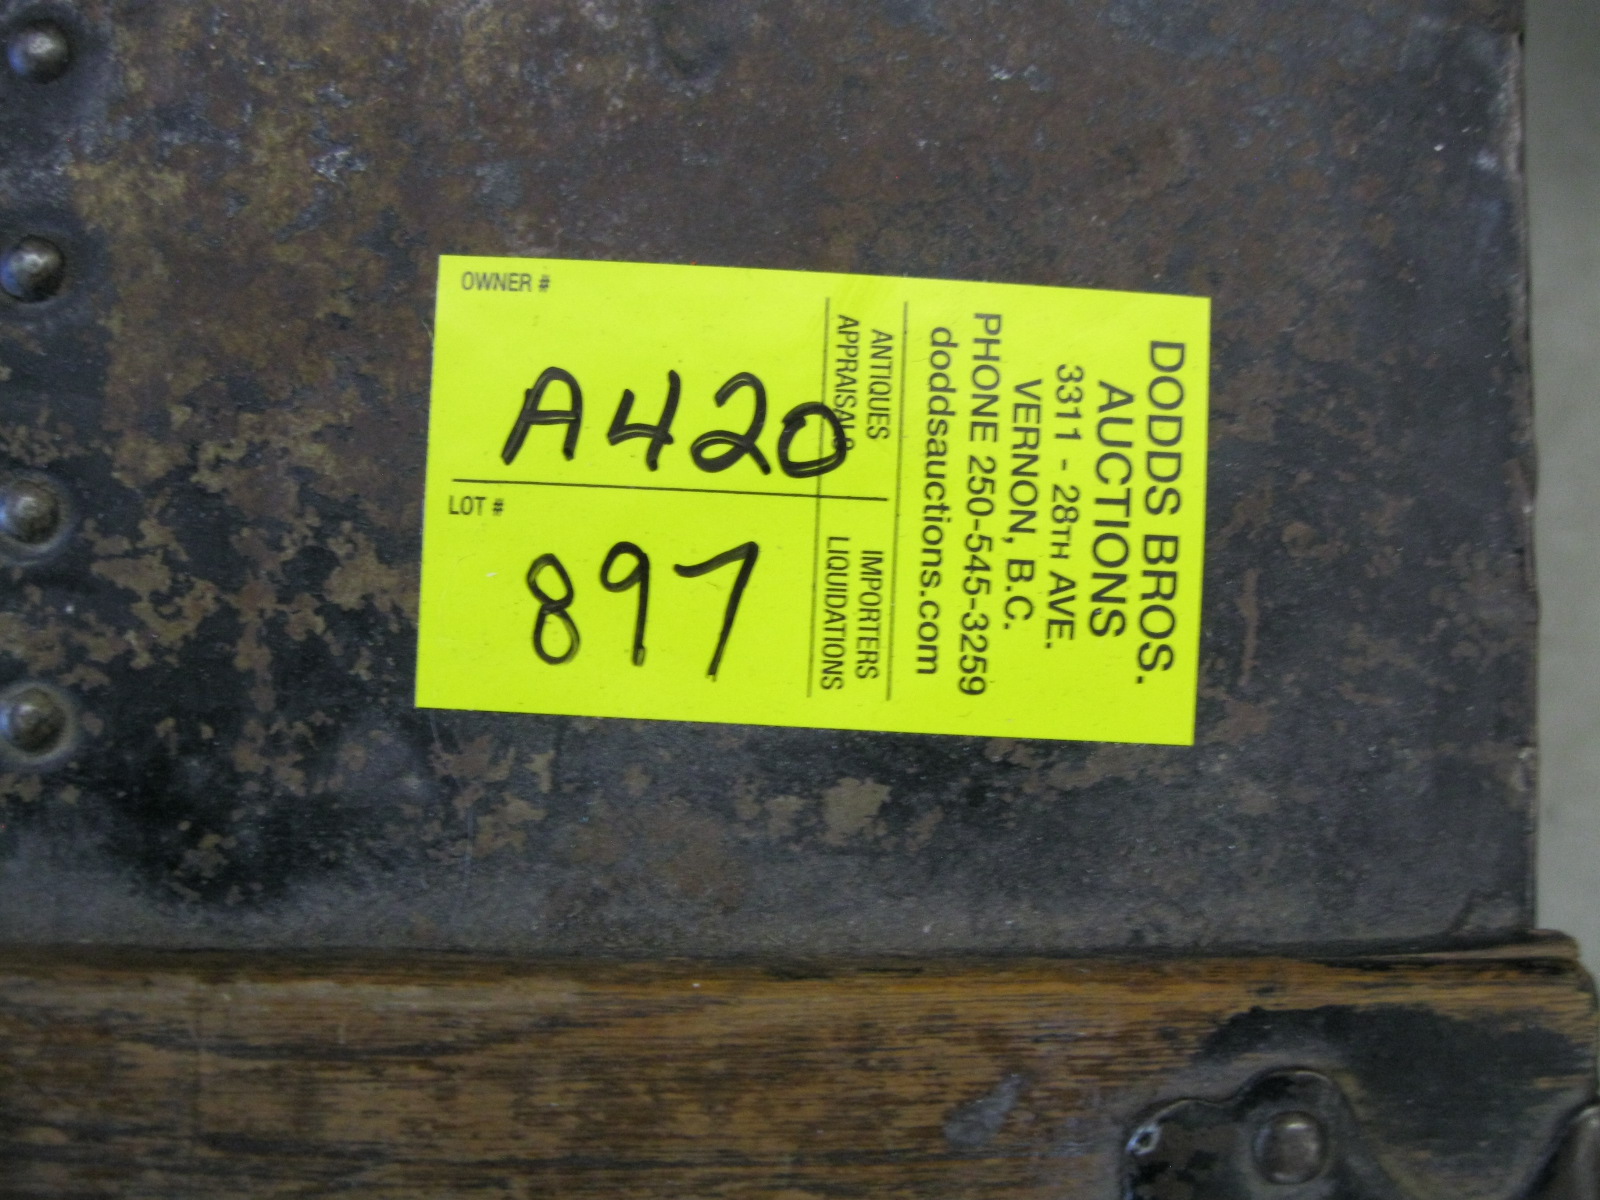 DODDS BROS.
AUCTIONS
3311 - 28TH AVE.
VERNON, B.C.
PHONE 250-545-3259
doddsauctions.com
ANTIQUES
APPRAISALS
IMPORTERS
LIQUIDATIONS
OWNER #
A420
LOT #
897